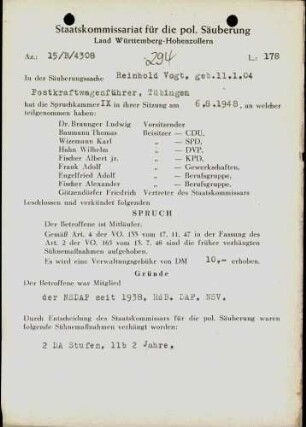 Staatskommissariat für die pol. Säuberung
Land Württemberg-Hohenzollern
Az.: 15/B/4308 294 L.: 178
In der Säuberungssache Reinhold Vogt, geb.11.1.04
Postkraftwagenführer, Tübingen
hat die Spruchkammer IX in ihrer Sitzung am 6.8.1948, an welcher
teilgenommen haben:
Dr. Braunger Ludwig Vorsitzender
Baumann Thomas Beisitzer — CDU,
Wizemann Karl „ — SPD,
Hahn Wilhelm „ — DVP,
Fischer Albert jr. „ — KPD,
Frank Adolf „ — Gewerkschaften,
Engelfried Adolf „ — Berufsgruppe,
Fischer Alexander „ — Berufsgruppe,
Götzendörfer Friedrich Vertreter des Staatskommissars
beschlossen und verkündet folgenden
SPRUCH
Der Betroffene ist Mitläufer.
Gemäß Art. 4 der VO. 133 vom 17. 11. 47 in der Fassung des
Art. 2 der VO. 165 vom 13. 7. 48 sind die früher verhängten
Sühnemaßnahmen aufgehoben.
Es wird eine Verwaltungsgebühr von DM 10.— erhoben.
Gründe
Der Betroffene war Mitglied
der NSDAP seit 1938, RdB. DAF. NSV.
Durch Entscheidung des Staatskommissars für die pol. Säuberung waren
folgende Sühnemaßnahmen verhängt worden:
2 DA Stufen, 11b 2 Jahre.